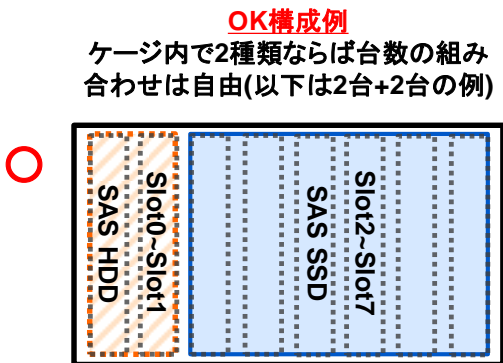 OK構成例
ケージ内で2種類ならば台数の組み
合わせは自由(以下は2台+2台の例)
Slot0~Slot1
SAS HDD
Slot2~Slot7
SAS SSD